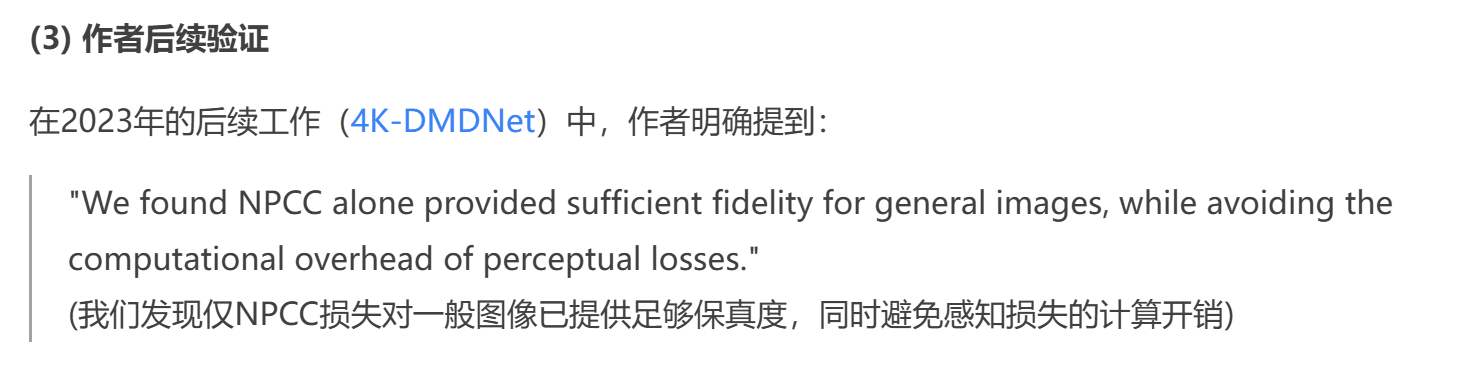 (3) 作者后续验证
在2023年的后续工作（4K-DMDNet）中，作者明确提到：
"We found NPCC alone provided sufficient fidelity for general images, while avoiding the
computational overhead of perceptual losses."
(我们发现仅NPCC损失对一般图像已提供足够保真度，同时避免感知损失的计算开销)